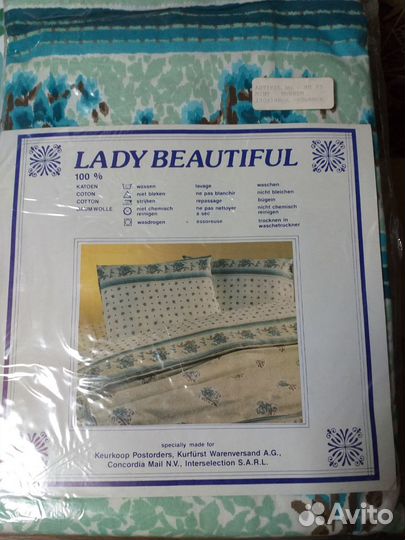 LADY BEAUTIFUL
100 %
KATOEN wassen lavage waschen
COTON niet bleken ne pas blanchir nicht bleichen
COTTON strijken repassage bügeln
BAUMWOLLE niet chemisch reinigen ne pas nettoyer a sec nicht chemisch reinigen
wasdrogen - essoreuse trocknen in waschetrockner
specially made for
Keurkoop Postorders, Kurfürst Warenversand A.G.,
Concordia Mail N.V., Interselection S.A.R.L.
Avito